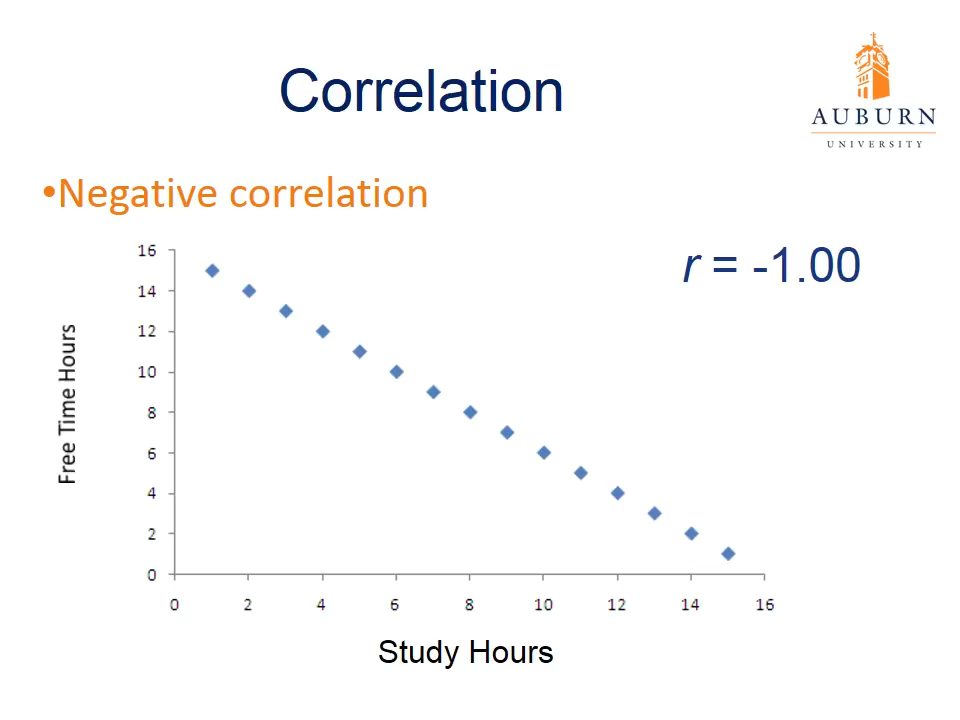 Correlation
AUBURN
UNIVERSITY
•Negative correlation
r = -1.00
16
14
12
10
8
6
4
2
0
Free Time Hours
0 2 4 6 8 10 12 14 16
Study Hours